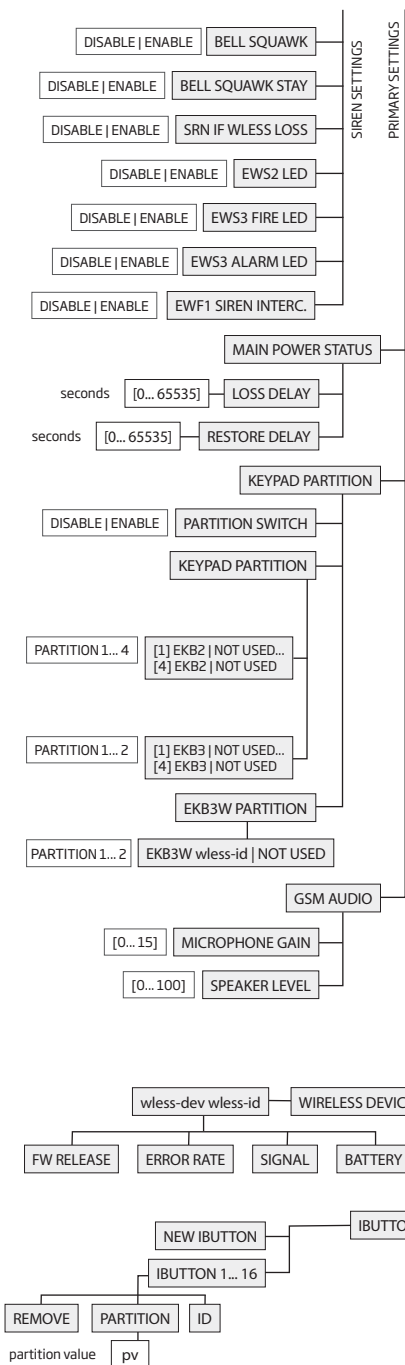 SIREN SETTINGS
PRIMARY SETTINGS
DISABLE | ENABLE BELL SQUAWK
DISABLE | ENABLE BELL SQUAWK STAY
DISABLE | ENABLE SRN IF WLESS LOSS
DISABLE | ENABLE EWS2 LED
DISABLE | ENABLE EWS3 FIRE LED
DISABLE | ENABLE EWS3 ALARM LED
DISABLE | ENABLE EWF1 SIREN INTERC.
MAIN POWER STATUS
seconds [0... 65535] LOSS DELAY
seconds [0... 65535] RESTORE DELAY
KEYPAD PARTITION
DISABLE | ENABLE PARTITION SWITCH
KEYPAD PARTITION
PARTITION 1... 4 [1] EKB2 | NOT USED...
[4] EKB2 | NOT USED
PARTITION 1... 2 [1] EKB3 | NOT USED...
[4] EKB3 | NOT USED
EKB3W PARTITION
PARTITION 1... 2 EKB3W wless-id | NOT USED
GSM AUDIO
[0... 15] MICROPHONE GAIN
[0... 100] SPEAKER LEVEL
wless-dev wless-id WIRELESS DEVIC
FW RELEASE ERROR RATE SIGNAL BATTERY
IBUTTO
NEW IBUTTON
IBUTTON 1... 16
REMOVE PARTITION ID
partition value pv